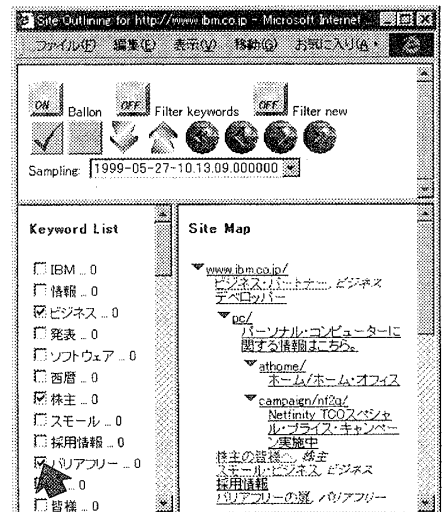 Site Outlining for http://www.ibm.co.jp - Microsoft Internet
ファイル(F) 編集(E) 表示(V) 移動(G) お気に入り(A)
ON Ballon OFF Filter keywords OFF Filter new
Sampling: 1999-05-27-10.13.09.000000
Keyword List
IBM ... 0
情報 ... 0
ビジネス ... 0
発表 ... 0
ソフトウェア ... 0
西暦 ... 0
株主 ... 0
スモール ... 0
採用情報 ... 0
バリアフリー ... 0
... 0
皆様 ... 0
Site Map
www.ibm.co.jp/
ビジネス・パートナー, ビジネス
デベロッパー
pc/
パーソナル・コンピューターに
関する情報はこちら。
athome/
ホーム/ホーム・オフィス
campaign/nf2q/
Netfinity TCOスペシャ
ル・プライス・キャンペー
ン実施中
株主の皆様へ, 株主
スモール・ビジネス, ビジネス
採用情報
バリアフリーの扉, バリアフリー